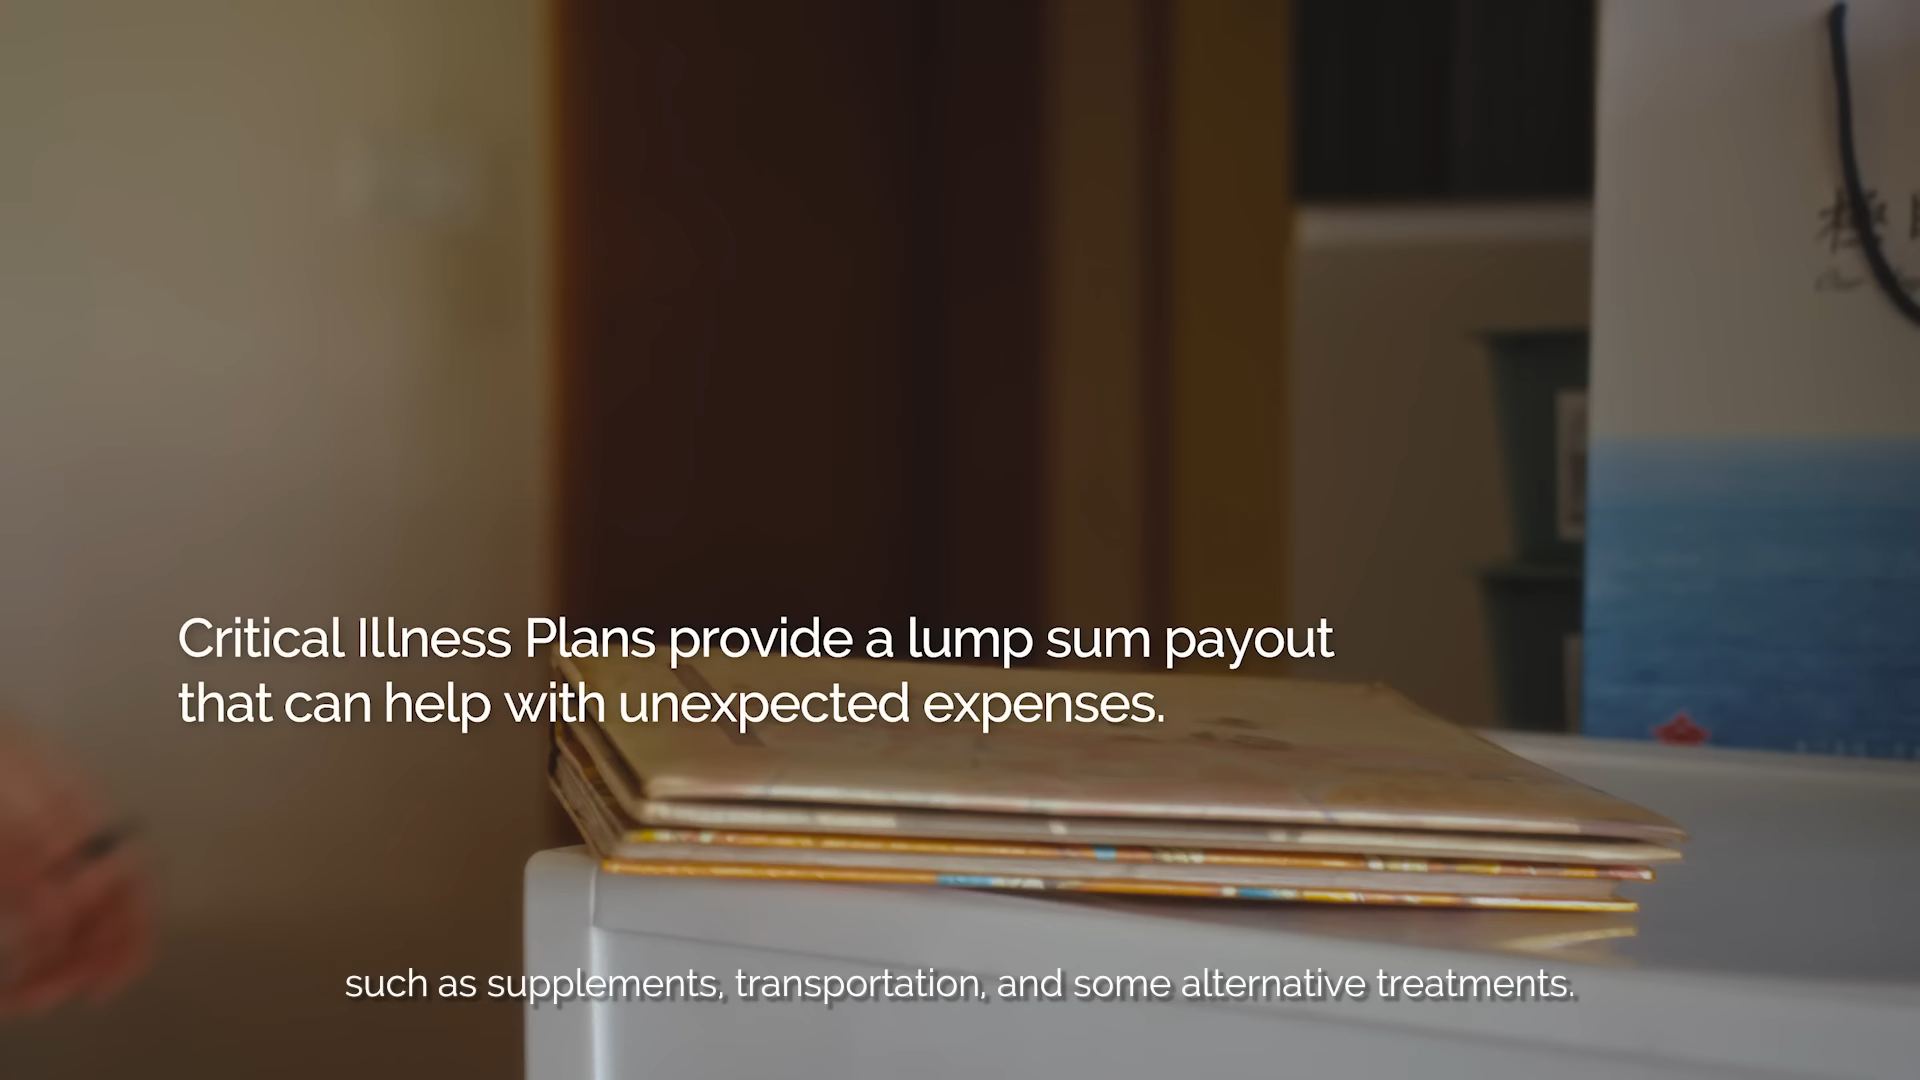 極
Critical Illness Plans provide a lump sum payout
that can help with unexpected expenses.
such as supplements, transportation, and some alternative treatments.